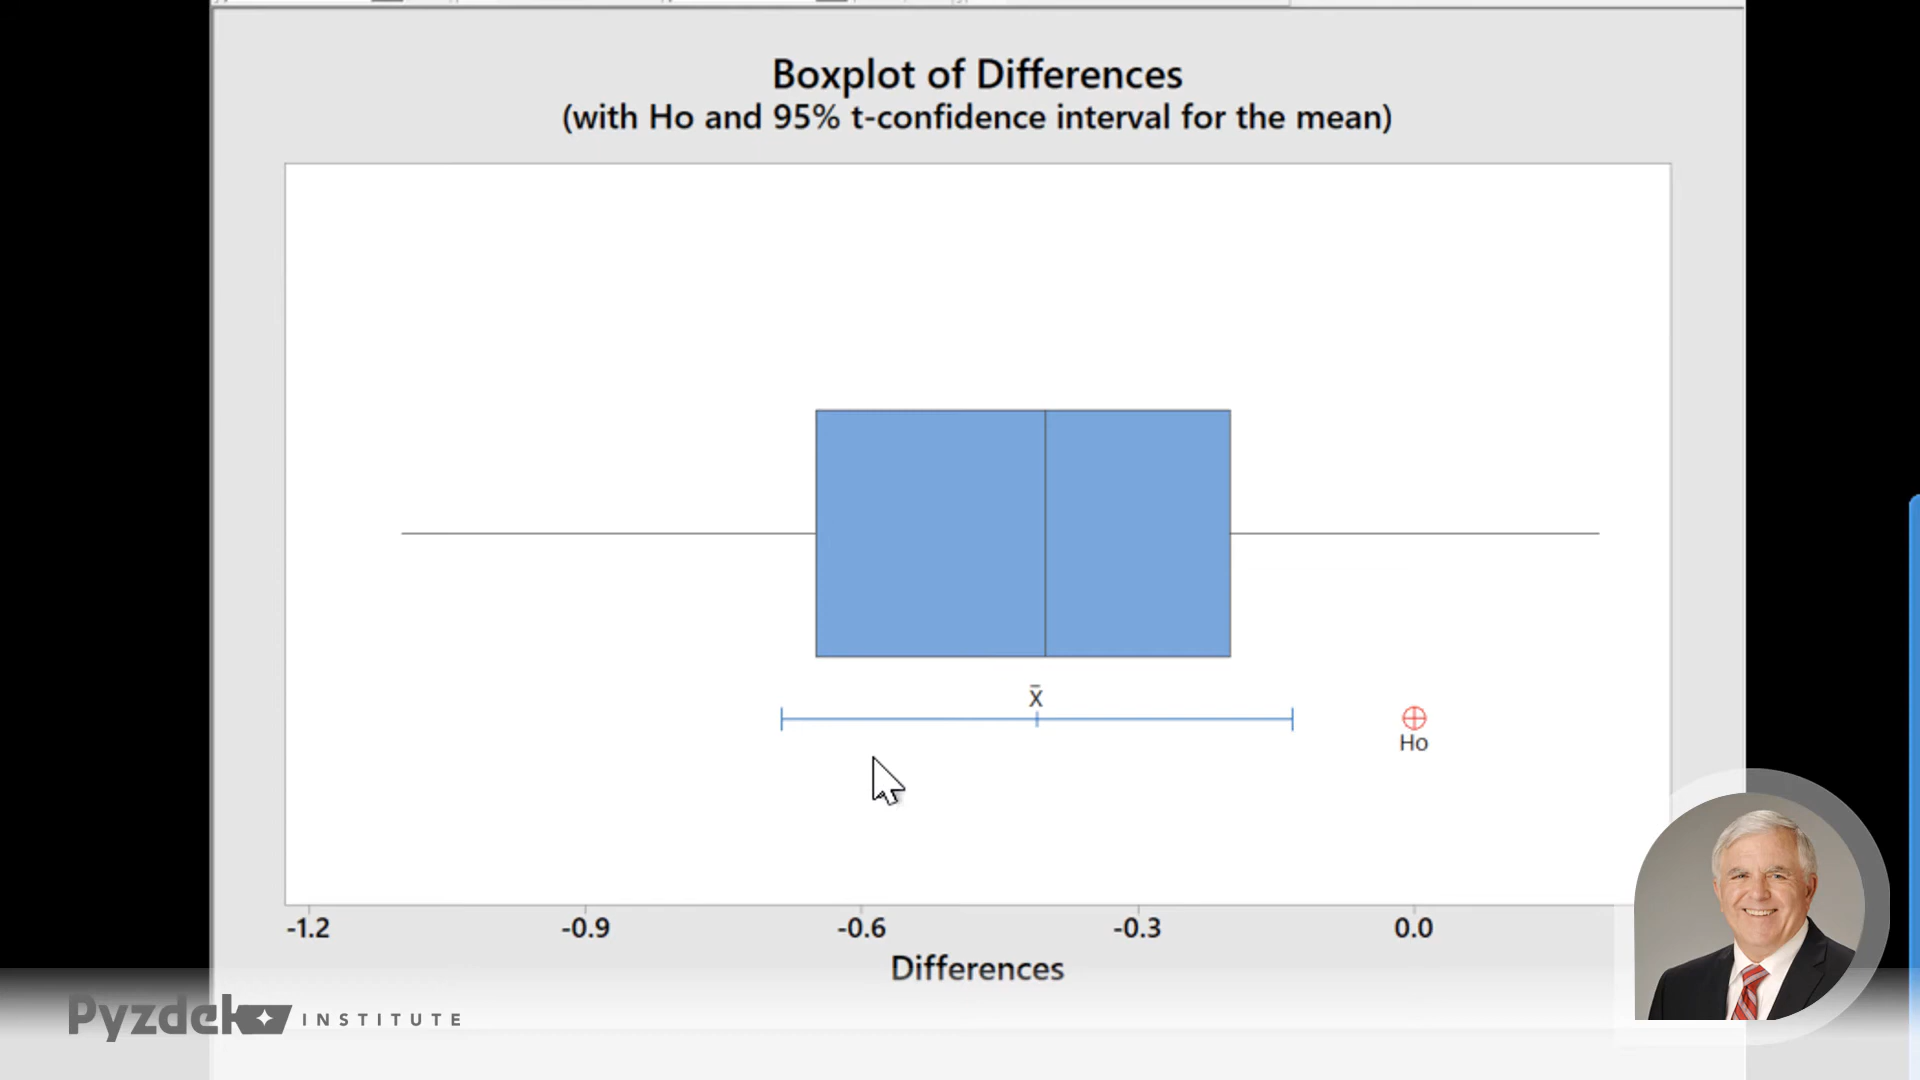 Boxplot of Differences
(with Ho and 95% t-confidence interval for the mean)
X̄
Ho
-1.2 -0.9 -0.6 -0.3 0.0
Differences
Pyzdek INSTITUTE